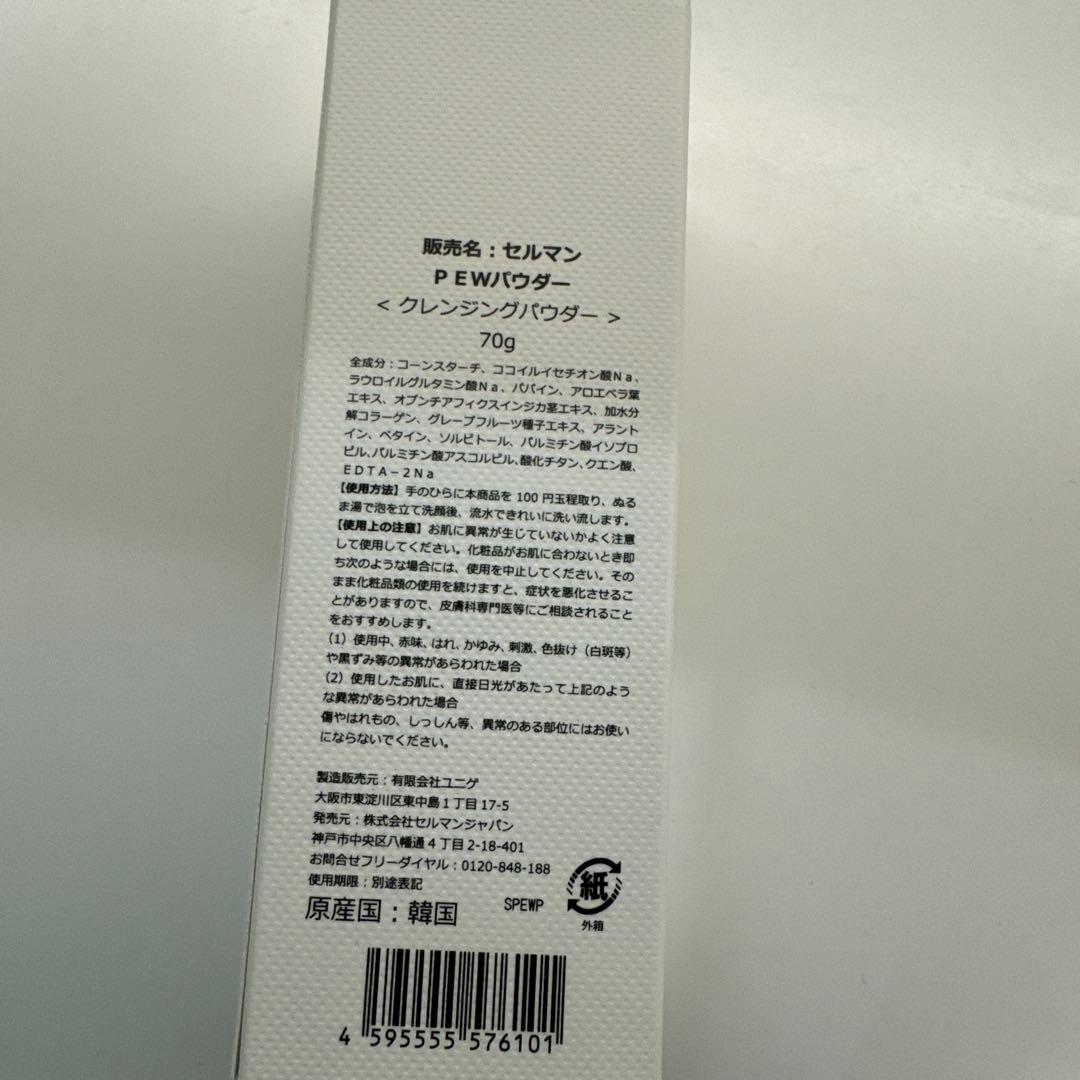 販売名：セルマン
ＰＥＷパウダー
＜ クレンジングパウダー ＞
70g
全成分：コーンスターチ、ココイルイセチオン酸Ｎａ、
ラウロイルグルタミン酸Ｎａ、パパイン、アロエベラ葉
エキス、オプンチアフィクスインジカ茎エキス、加水分
解コラーゲン、グレープフルーツ種子エキス、アラント
イン、ベタイン、ソルビトール、パルミチン酸イソプロ
ピル、パルミチン酸アスコルビル、酸化チタン、クエン酸、
ＥＤＴＡ－２Ｎａ
【使用方法】手のひらに本商品を 100 円玉程取り、ぬる
ま湯で泡を立て洗顔後、流水できれいに洗い流します。
【使用上の注意】お肌に異常が生じていないかよく注意
して使用してください。化粧品がお肌に合わないとき即
ち次のような場合には、使用を中止してください。その
まま化粧品類の使用を続けますと、症状を悪化させるこ
とがありますので、皮膚科専門医等にご相談されること
をおすすめします。
（1）使用中、赤味、はれ、かゆみ、刺激、色抜け（白斑等）
や黒ずみ等の異常があらわれた場合
（2）使用したお肌に、直接日光があたって上記のよう
な異常があらわれた場合
傷やはれもの、しっしん等、異常のある部位にはお使い
にならないでください。
製造販売元：有限会社ユニゲ
大阪市東淀川区東中島１丁目 17-5
発売元：株式会社セルマンジャパン
神戸市中央区八幡通４丁目 2-18-401
お問合せフリーダイヤル：0120-848-188
使用期限：別途表記
原産国：韓国
SPEWP
紙
外箱
4 595555 576101